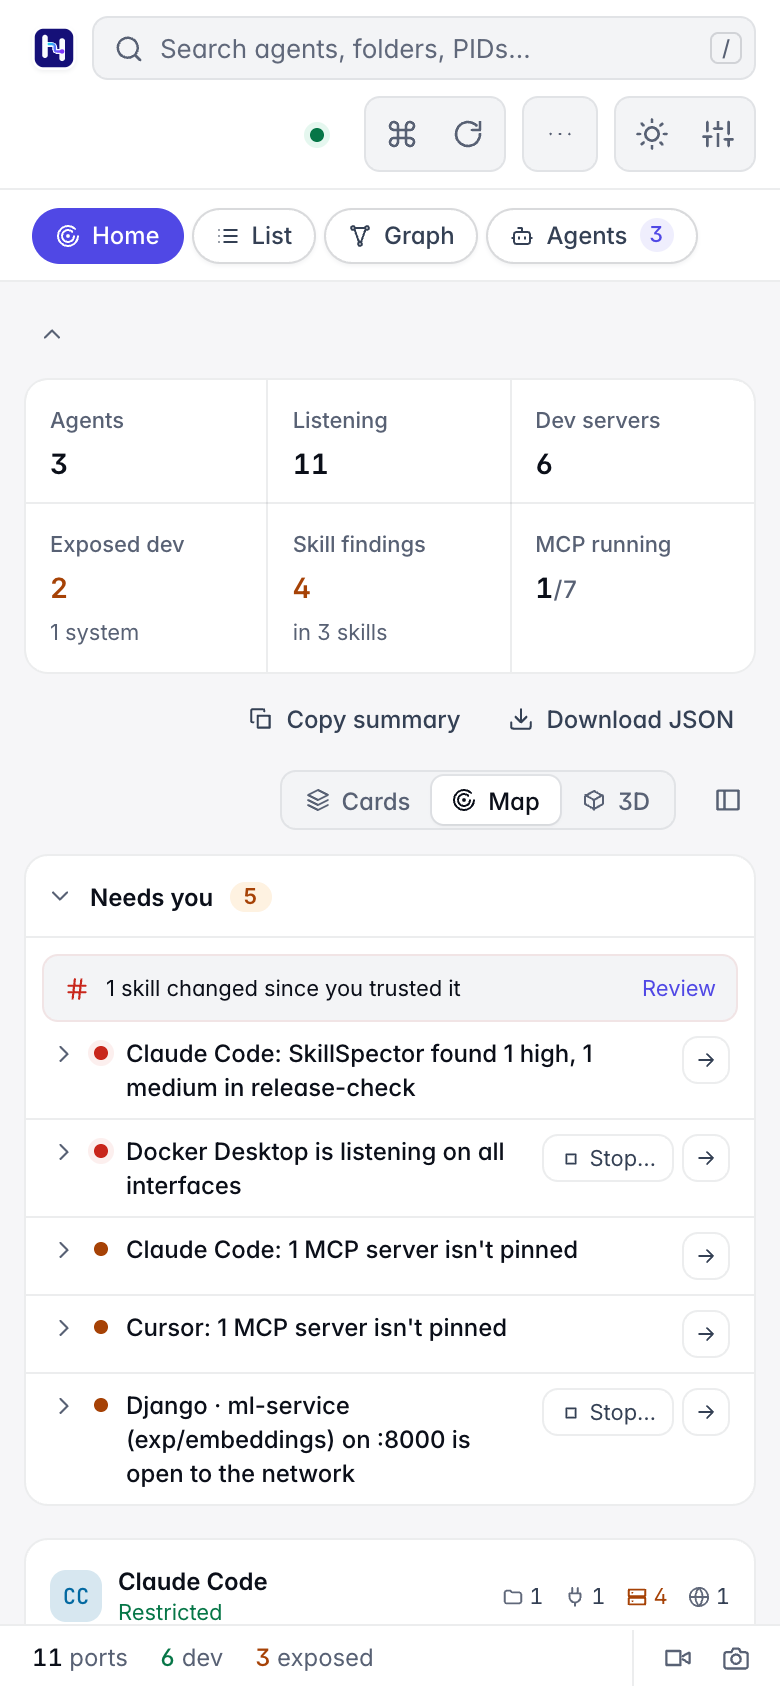 Search agents, folders, PIDs... /
...
Home List Graph Agents 3
Agents Listening Dev servers
3 11 6
Exposed dev Skill findings MCP running
2 4 1/7
1 system in 3 skills
Copy summary Download JSON
Cards Map 3D
Needs you 5
1 skill changed since you trusted it Review
Claude Code: SkillSpector found 1 high, 1
medium in release-check
Docker Desktop is listening on all
interfaces
Stop...
Claude Code: 1 MCP server isn't pinned
Cursor: 1 MCP server isn't pinned
Django · ml-service
(exp/embeddings) on :8000 is
open to the network
Stop...
CC Claude Code
Restricted
1 1 4 1
11 ports 6 dev 3 exposed